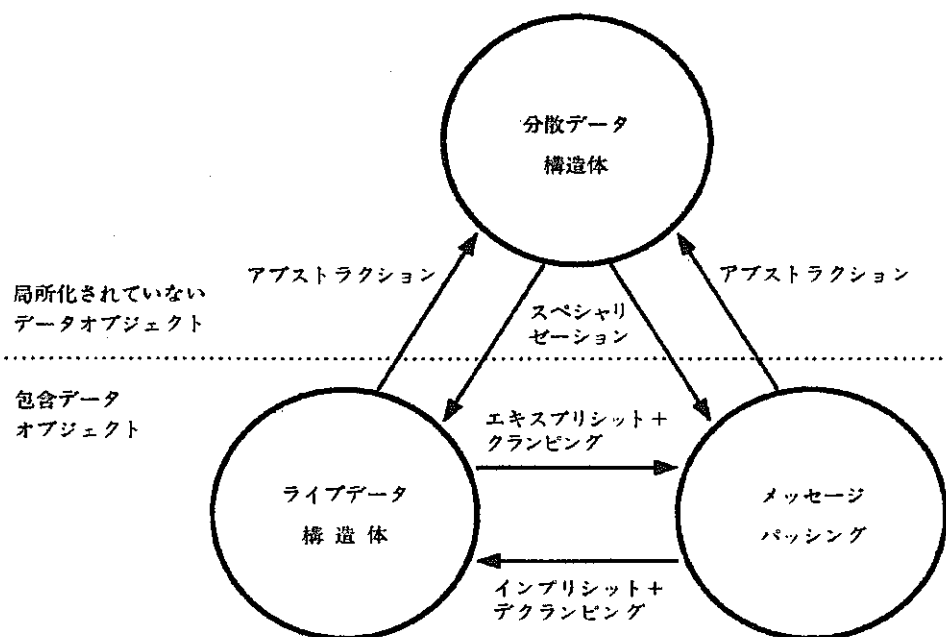 分散データ
構造体
アブストラクション
アブストラクション
局所化されていない
データオブジェクト
スペシャリ
ゼーション
包含データ
オブジェクト
エキスプリシット+
クランピング
ライブデータ
構造体
メッセージ
パッシング
インプリシット+
デクランピング